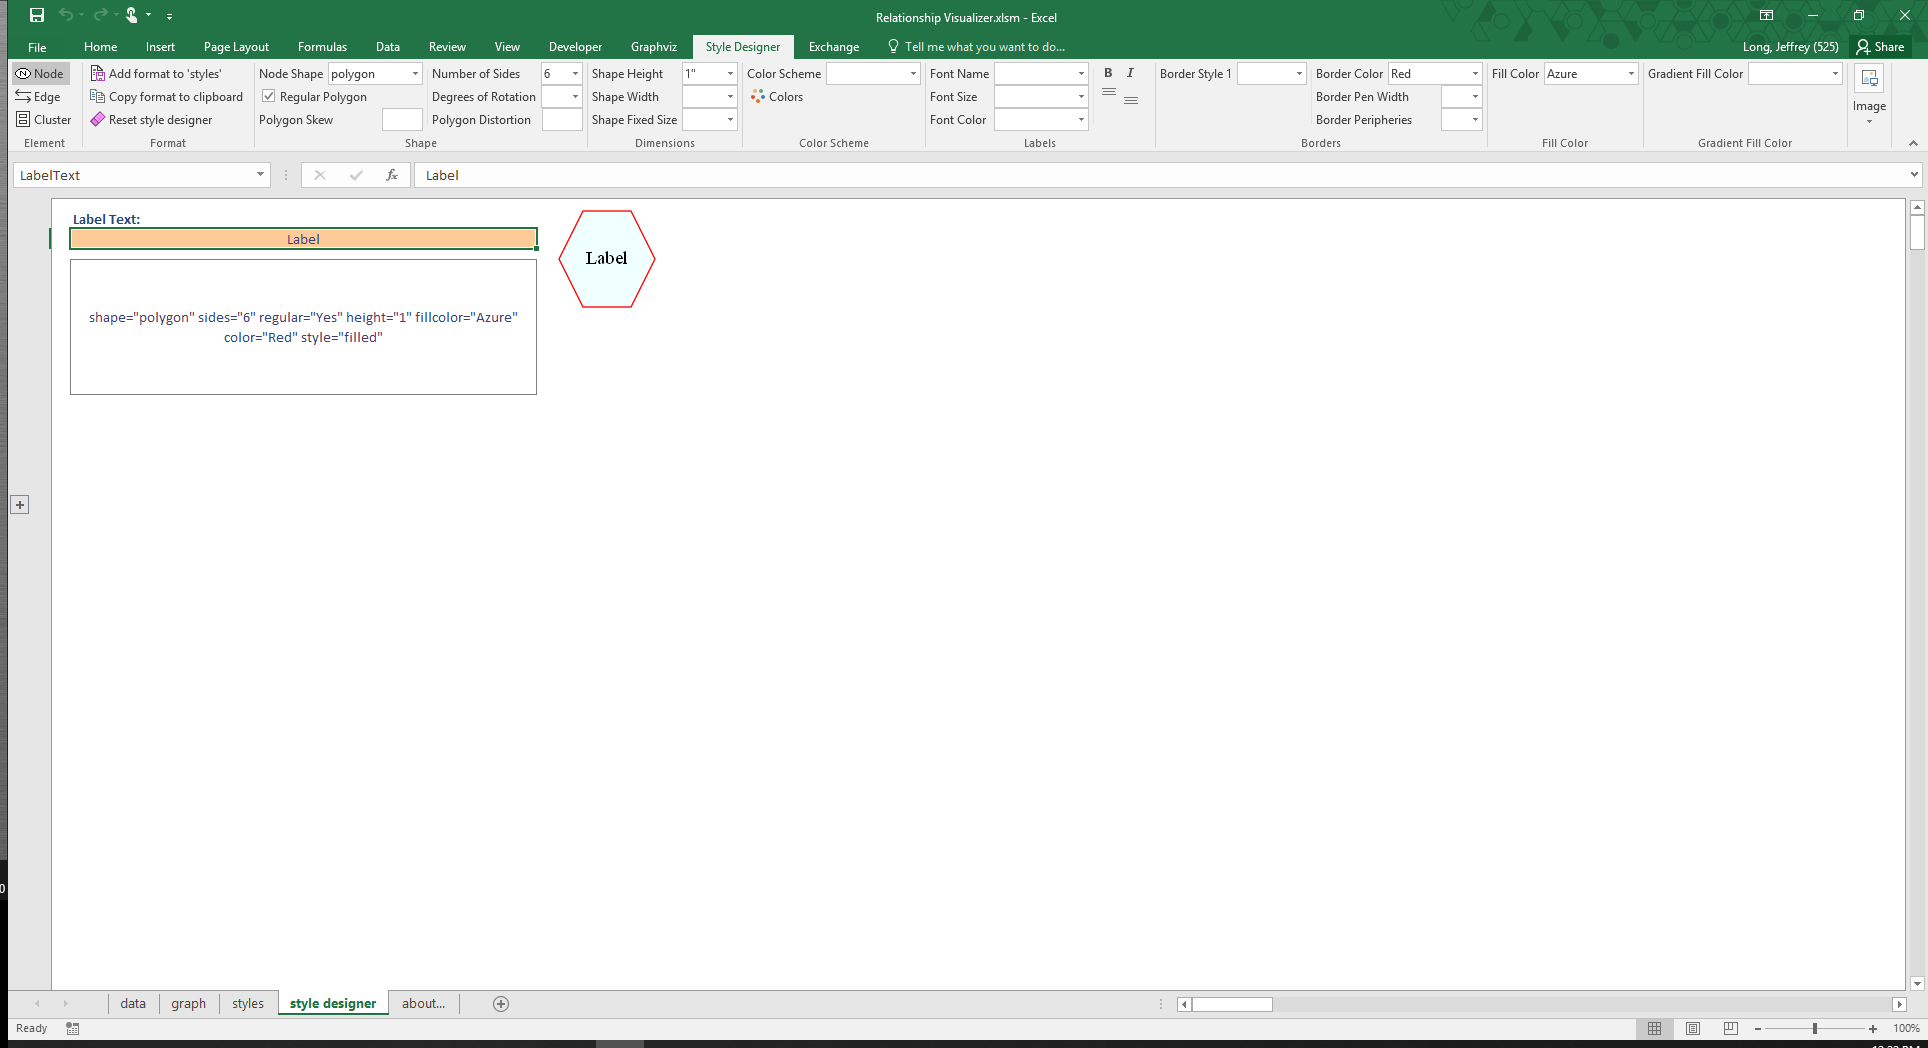 Relationship Visualizer.xlsm - Excel
File Home Insert Page Layout Formulas Data Review View Developer Graphviz Style Designer Exchange Tell me what you want to do... Long, Jeffrey (525) Share
Node Add format to 'styles' Node Shape polygon Number of Sides 6 Shape Height 1" Color Scheme Font Name B I Border Style 1 Border Color Red Fill Color Azure Gradient Fill Color
Edge Copy format to clipboard Regular Polygon Degrees of Rotation Shape Width Colors Font Size Border Pen Width Image
Cluster Reset style designer Polygon Skew Polygon Distortion Shape Fixed Size Font Color Border Peripheries
Element Format Shape Dimensions Color Scheme Labels Borders Fill Color Gradient Fill Color
LabelText fx Label
Label Text:
Label
Label
shape="polygon" sides="6" regular="Yes" height="1" fillcolor="Azure"
color="Red" style="filled"
data graph styles style designer about...
Ready 100%